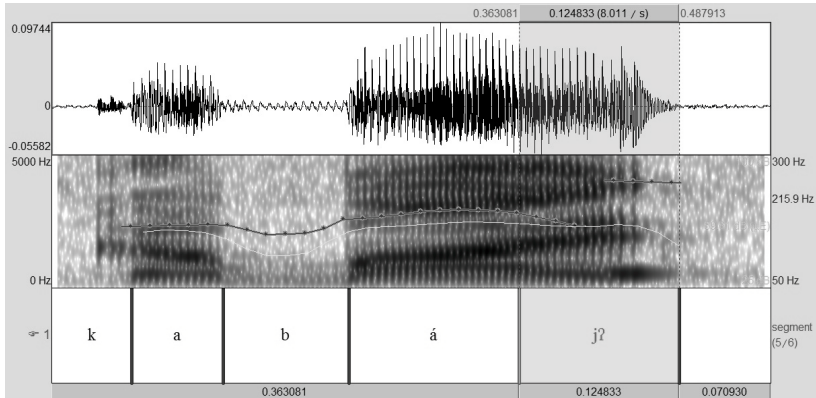 0.363081 0.124833 (8.011 / s) 0.487913
0.09744
0
-0.05582
5000 Hz 300 Hz
215.9 Hz
0 Hz 50 Hz
1 k a b á jʔ segment
(5/6)
0.363081 0.124833 0.070930